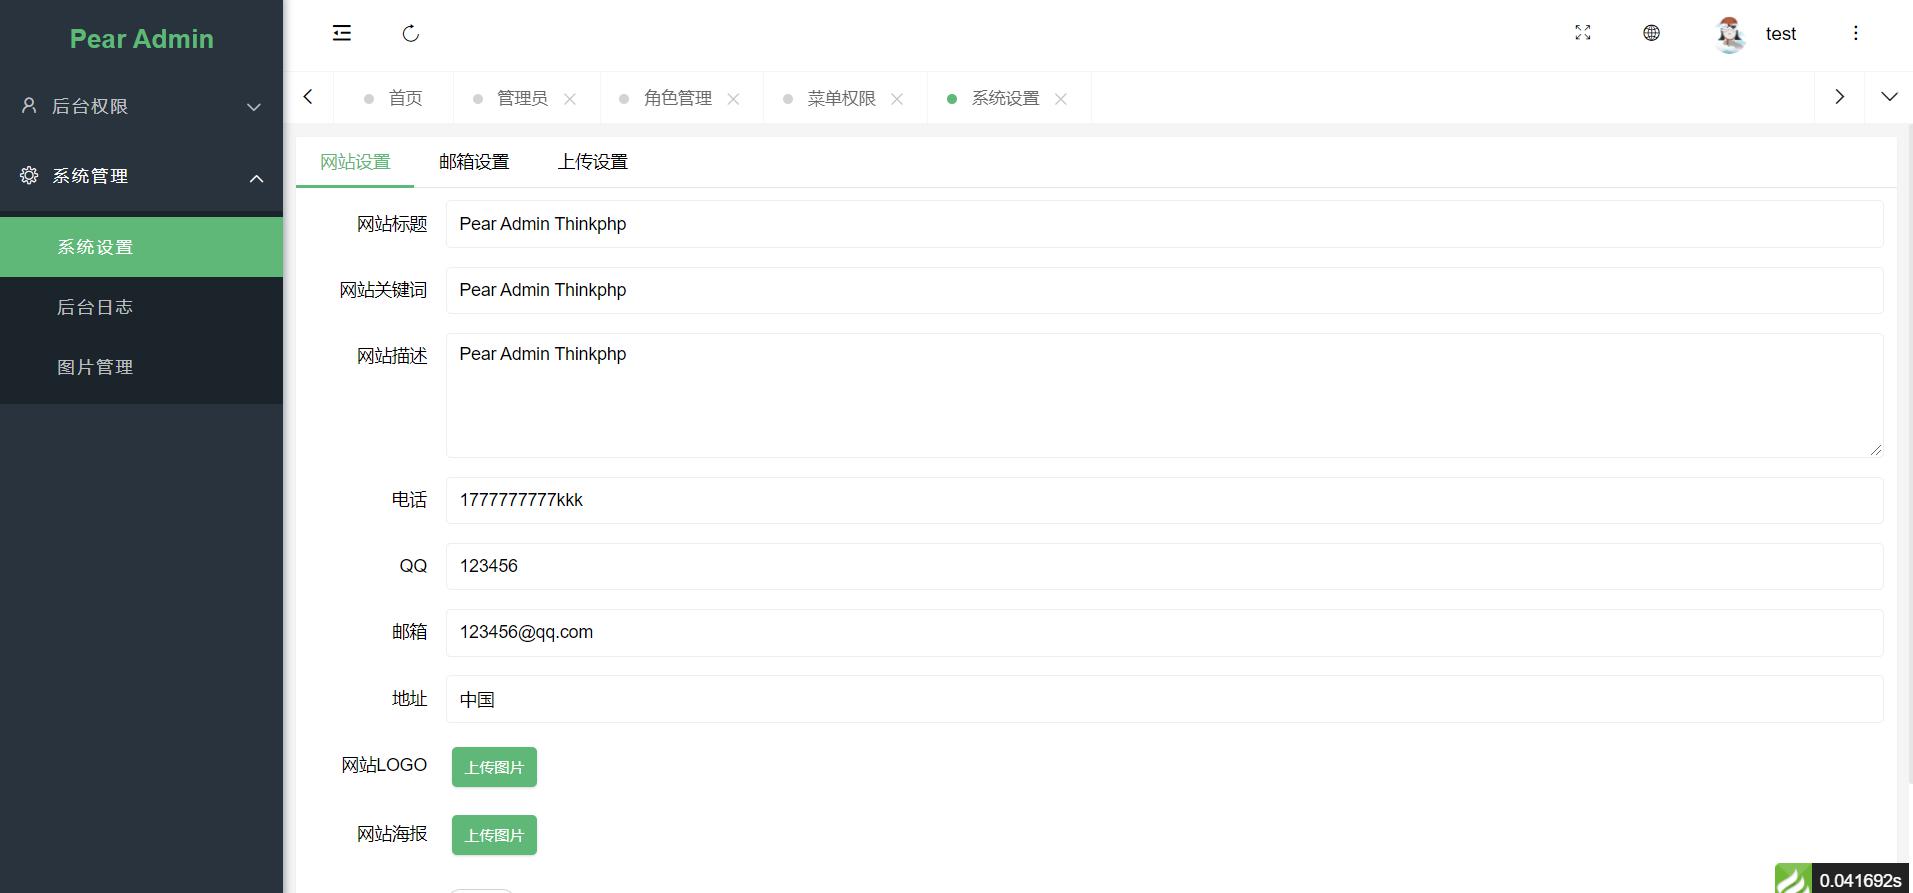 Pear Admin
后台权限
系统管理
系统设置
后台日志
图片管理
test
首页
管理员
角色管理
菜单权限
系统设置
网站设置
邮箱设置
上传设置
网站标题
Pear Admin Thinkphp
网站关键词
Pear Admin Thinkphp
网站描述
Pear Admin Thinkphp
电话
1777777777kkk
QQ
123456
邮箱
123456@qq.com
地址
中国
网站LOGO
上传图片
网站海报
上传图片
0.041692s